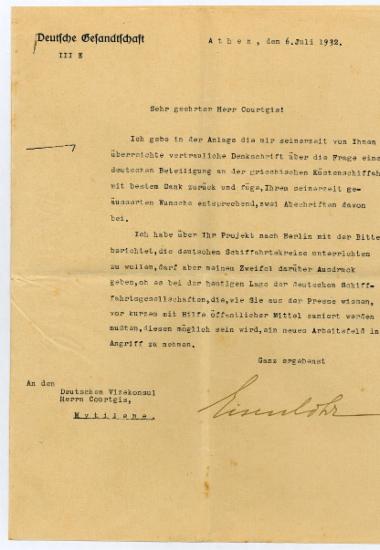 Deutsche Gesandtschaft
III E
Athen, den 6.Juli 1932.
Sehr geehrter Herr Courtgis!
Ich gebe in der Anlage die mir seinerzeit von Ihnen
überreichte vertrauliche Denkschrift über die Frage eine
deutschen Beteiligung an der griechischen Küstenschiffah
mit bestem Dank zurück und füge, Ihrem seinerzeit ge-
äusserten Wunsche entsprechend, zwei Abschriften davon
bei.
Ich habe über Ihr Projekt nach Berlin mit der Bitte
berichtet, die deutschen Schiffahrtskreise unterrichten
zu wollen, darf aber meinen Zweifel darüber Ausdruck
geben, ob es bei der heutigen Lage der deutschen Schiff-
fahrtsgesellschaften, die, wie Sie aus der Presse wissen,
vor kurzem mit Hilfe öffentlicher Mittel saniert werden
mußten, diesen möglich sein wird, ein neues Arbeitsfeld in
Angriff zu nehmen.
Ganz ergebenst
Eisenlohr
An den
Deutschen Vizekonsul
Herrn Courtgis,
Mytilene.